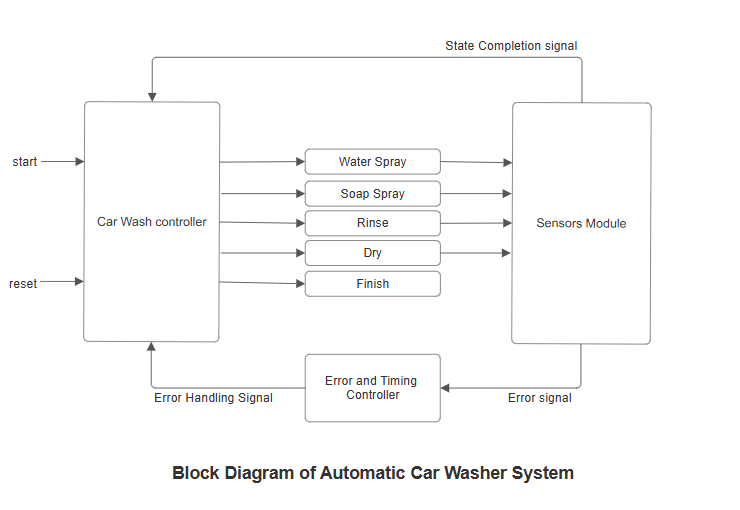 State Completion signal
start
Water Spray
Soap Spray
Car Wash controller
Rinse
Sensors Module
Dry
reset
Finish
Error and Timing
Controller
Error Handling Signal
Error signal
Block Diagram of Automatic Car Washer System